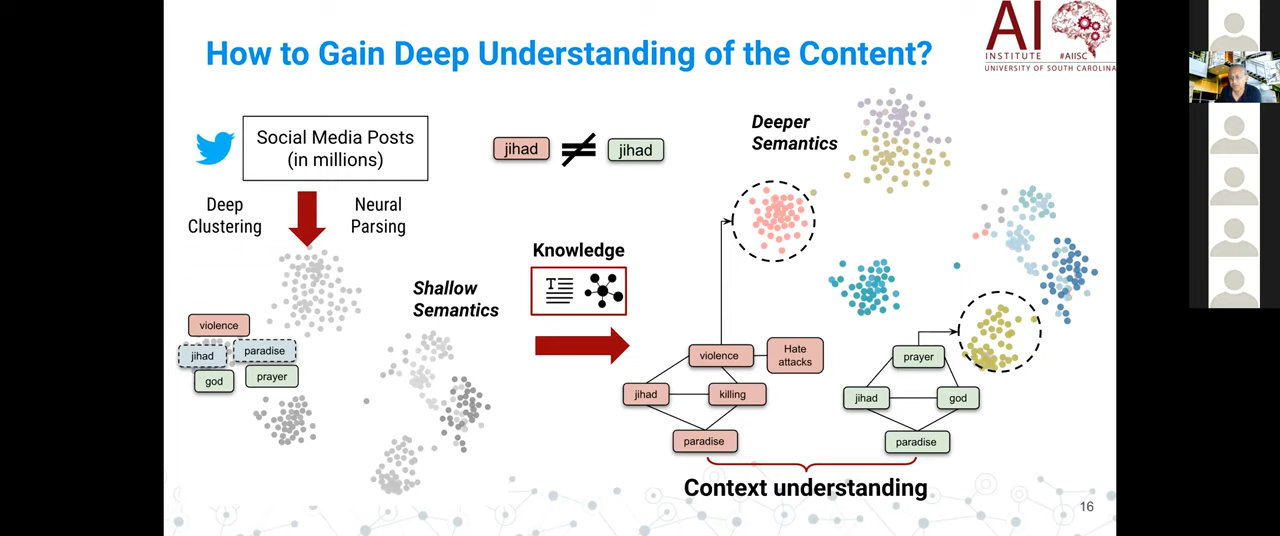 How to Gain Deep Understanding of the Content?
AI
INSTITUTE #AIISC
UNIVERSITY OF SOUTH CAROLINA
Social Media Posts
(in millions)
jihad
jihad
Deeper
Semantics
Deep
Clustering
Neural
Parsing
Knowledge
T
Shallow
Semantics
violence
jihad
paradise
god
prayer
violence
Hate
attacks
jihad
killing
paradise
prayer
jihad
god
paradise
Context understanding
16